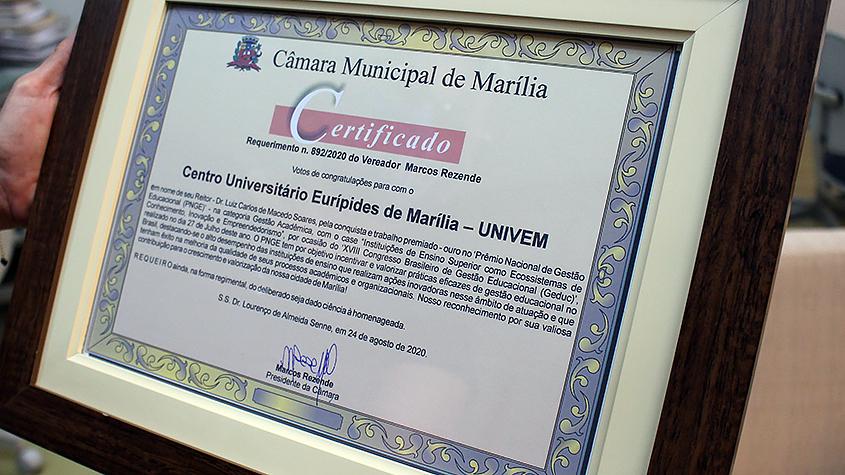 Câmara Municipal de Marília
Certificado
Requerimento n. 892/2020 do Vereador Marcos Rezende
Votos de congratulações para com o
Centro Universitário Eurípides de Marília – UNIVEM
em nome de seu Reitor - Dr. Luiz Carlos de Macedo Soares, pela conquista e trabalho premiado - ouro no 'Prêmio Nacional de Gestão
Educacional (PNGE)' - na categoria Gestão Acadêmica, com o case "Instituições de Ensino Superior como Ecossistemas de
Conhecimento, Inovação e Empreendedorismo", por ocasião do 'XVIII Congresso Brasileiro de Gestão Educacional (Geduc)',
realizado no dia 27 de Julho deste ano. O PNGE tem por objetivo incentivar e valorizar práticas eficazes de gestão educacional no
Brasil, destacando-se o alto desempenho das instituições de ensino que realizam ações inovadoras nesse âmbito de atuação e que
tenham êxito na melhoria da qualidade de seus processos acadêmicos e organizacionais. Nosso reconhecimento por sua valiosa
contribuição para o crescimento e valorização da nossa cidade de Marília!
REQUEIRO ainda, na forma regimental, do deliberado seja dado ciência à homenageada.
S.S. Dr. Lourenço de Almeida Senne, em 24 de agosto de 2020.
Marcos Rezende
Presidente da Câmara